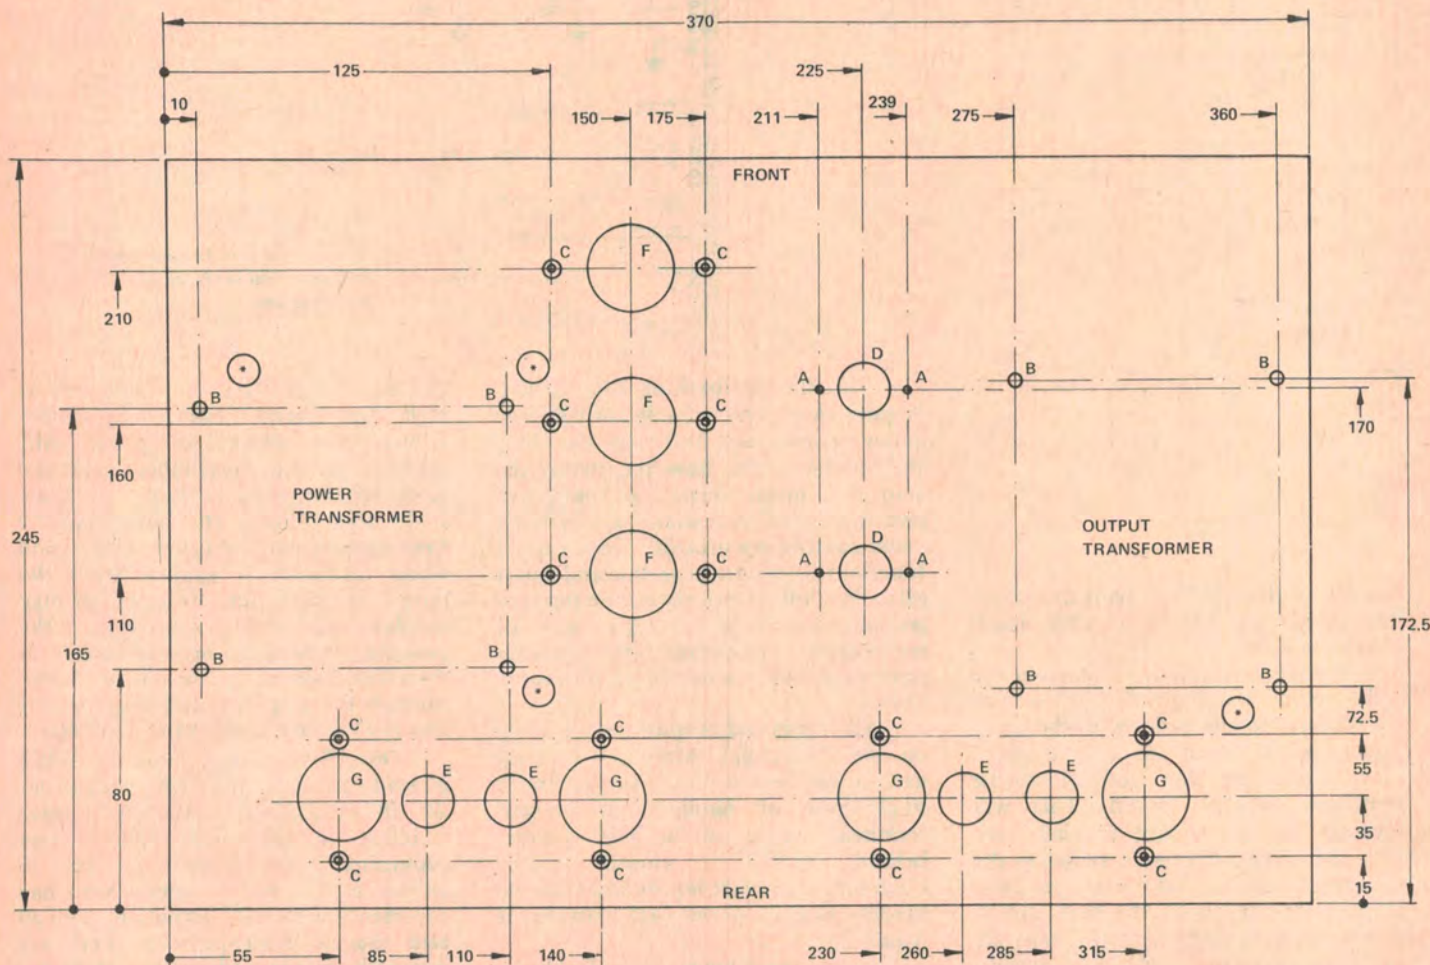 370
125
225
10
150
175
211
239
275
360
FRONT
C
F
C
210
*
*
D
B
B
B
B
A
A
C
F
C
170
160
POWER
TRANSFORMER
245
OUTPUT
TRANSFORMER
D
C
F
C
A
A
110
165
172.5
B
B
B
B
*
*
72.5
C
C
C
C
55
80
G
E
E
G
G
E
E
G
35
C
C
C
C
15
REAR
55
85
110
140
230
260
285
315